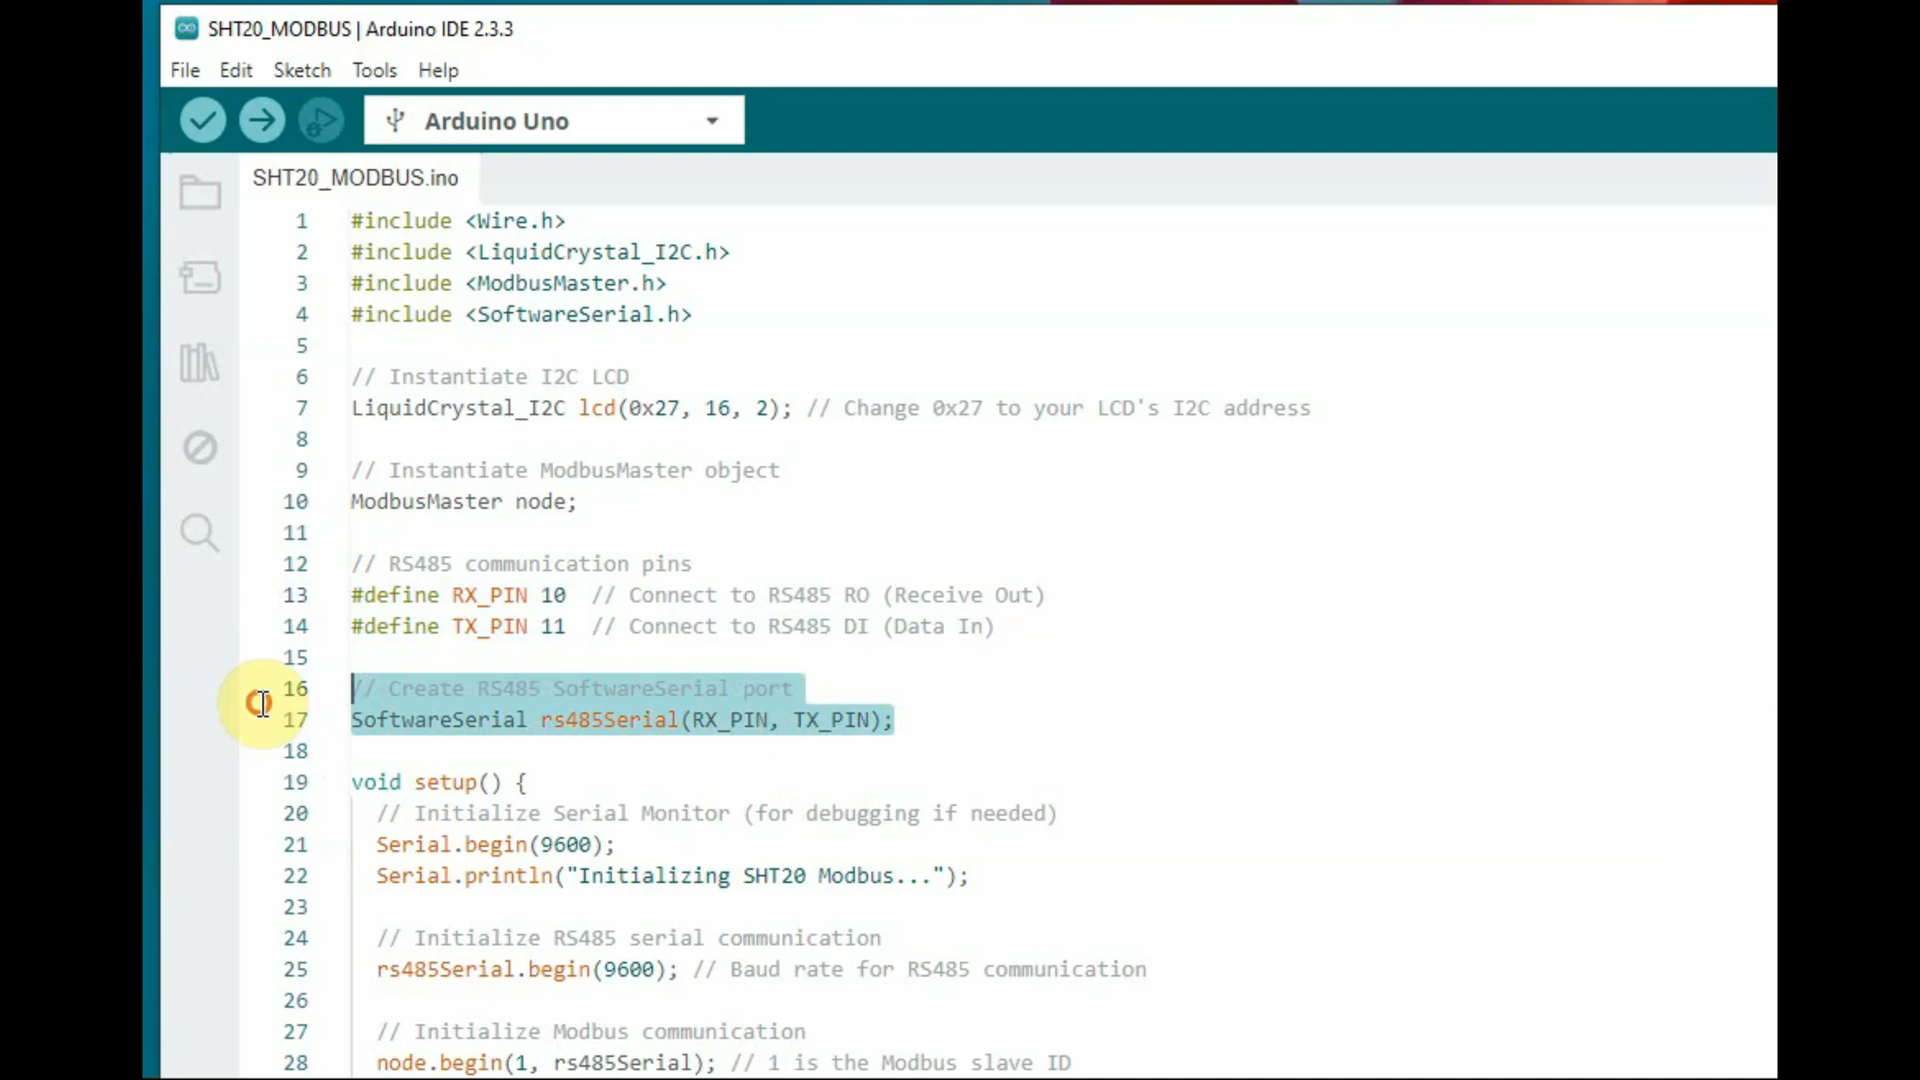 SHT20_MODBUS | Arduino IDE 2.3.3
File Edit Sketch Tools Help
Arduino Uno
SHT20_MODBUS.ino
1 #include <Wire.h>
2 #include <LiquidCrystal_I2C.h>
3 #include <ModbusMaster.h>
4 #include <SoftwareSerial.h>
5
6 // Instantiate I2C LCD
7 LiquidCrystal_I2C lcd(0x27, 16, 2); // Change 0x27 to your LCD's I2C address
8
9 // Instantiate ModbusMaster object
10 ModbusMaster node;
11
12 // RS485 communication pins
13 #define RX_PIN 10  // Connect to RS485 RO (Receive Out)
14 #define TX_PIN 11  // Connect to RS485 DI (Data In)
15
16 // Create RS485 SoftwareSerial port
17 SoftwareSerial rs485Serial(RX_PIN, TX_PIN);
18
19 void setup() {
20   // Initialize Serial Monitor (for debugging if needed)
21   Serial.begin(9600);
22   Serial.println("Initializing SHT20 Modbus...");
23
24   // Initialize RS485 serial communication
25   rs485Serial.begin(9600); // Baud rate for RS485 communication
26
27   // Initialize Modbus communication
28   node.begin(1, rs485Serial); // 1 is the Modbus slave ID